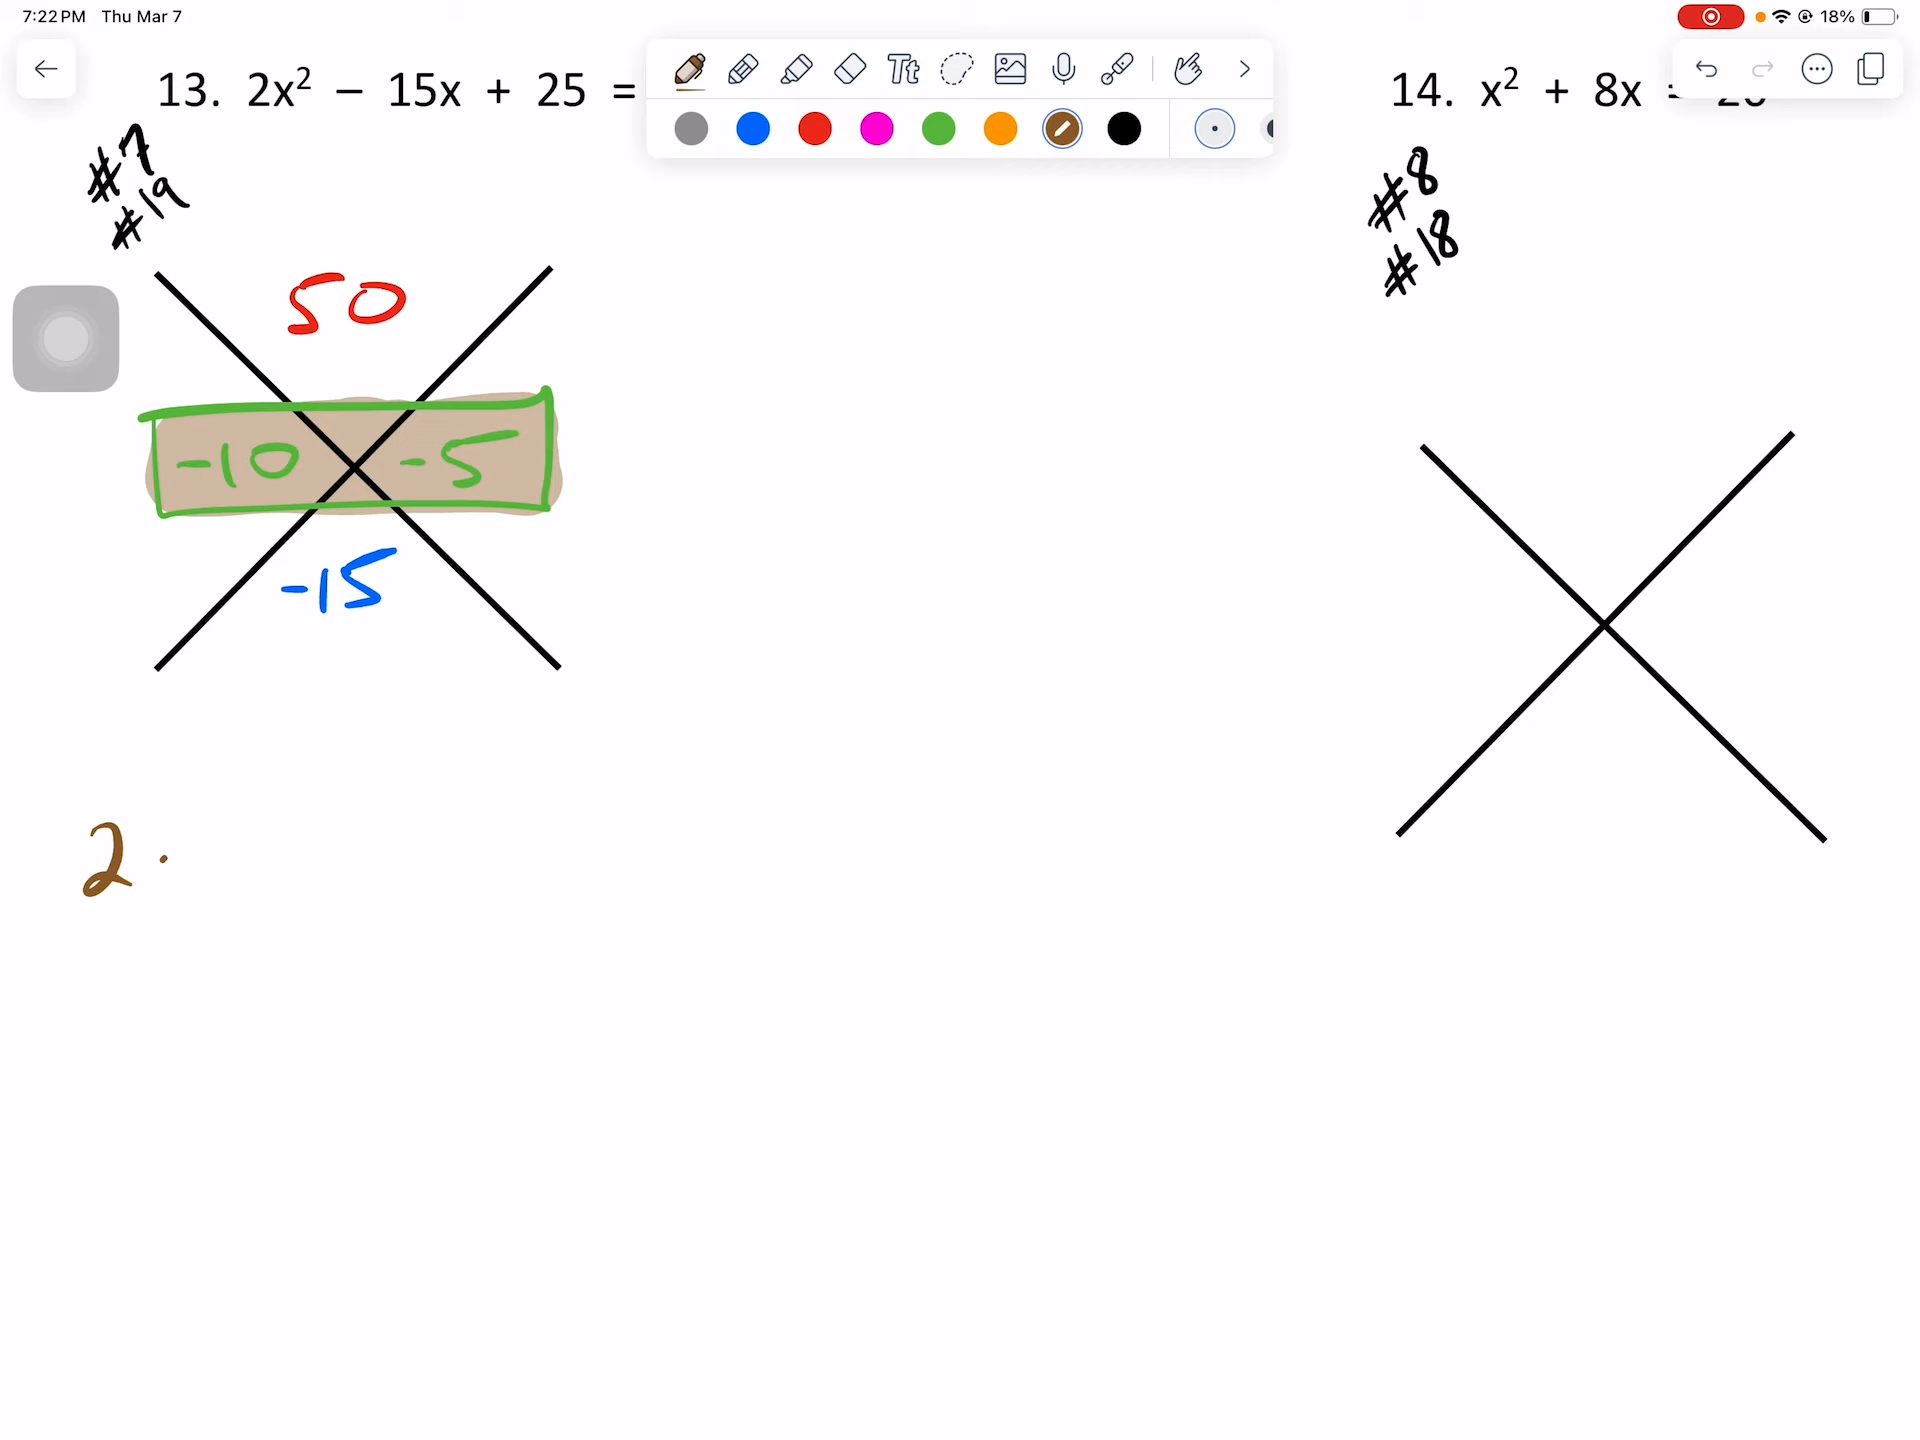 7:22 PM Thu Mar 7
18%
13. 2x² − 15x + 25 =
Tt
14. x² + 8x =
#7
#19
#8
#18
50
-10 -5
-15
2 ·